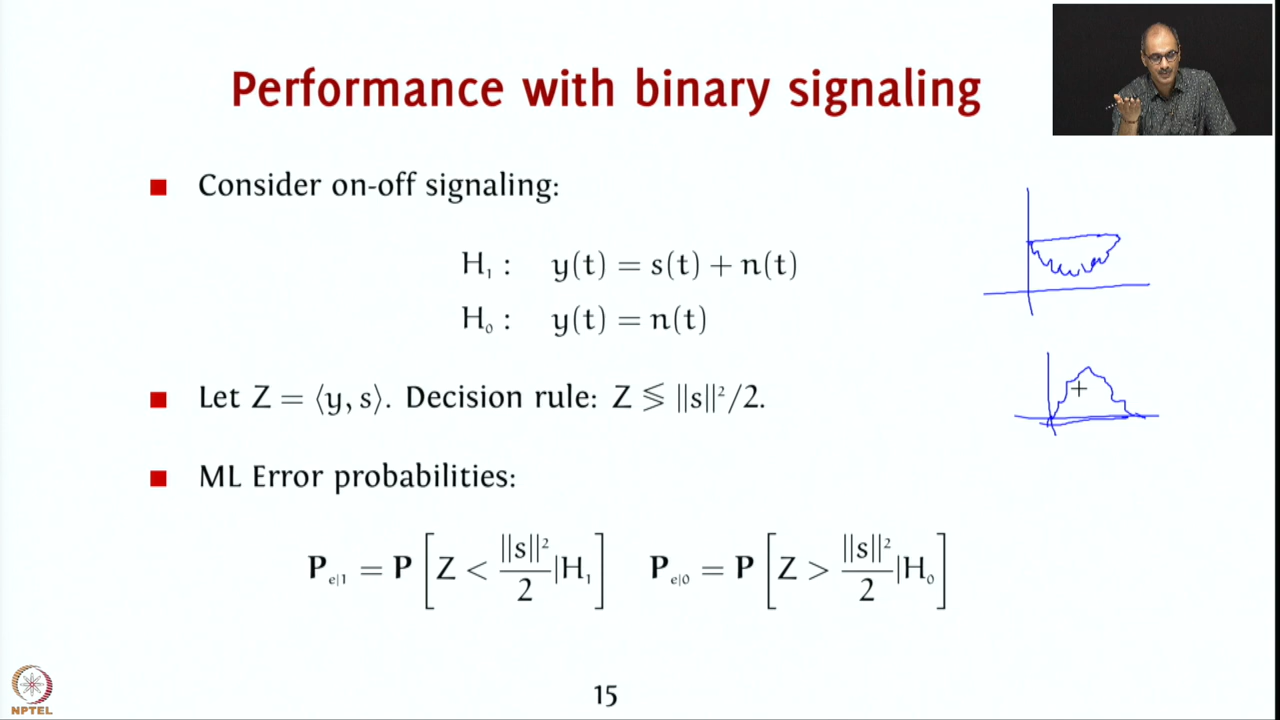 Performance with binary signaling
Consider on-off signaling:
H₁ : y(t) = s(t) + n(t)
H₀ : y(t) = n(t)
Let Z = ⟨y, s⟩. Decision rule: Z ≶ ||s||²/2.
ML Error probabilities:
P_{e|1} = P [ Z < ||s||²/2 |H₁ ] P_{e|0} = P [ Z > ||s||²/2 |H₀ ]
15
NPTEL